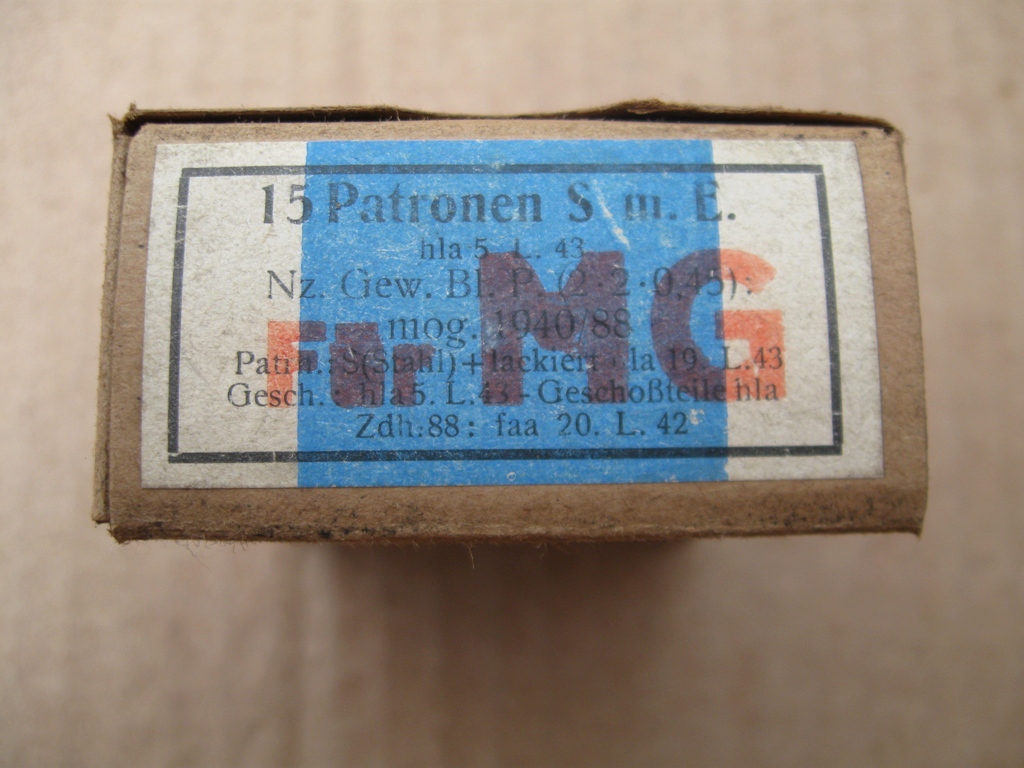 15 Patronen S. m. E.
hla 5. L. 43
Nz. Gew. Bl. P. (2·2·0,45):
mog. 1940/88
Patrh.: S(Stahl)+lackiert hla 19. L.43
Gesch.: hla 5. L. 43 - Geschoßteile hla
Zdh.88: faa 20. L. 42
Für MG